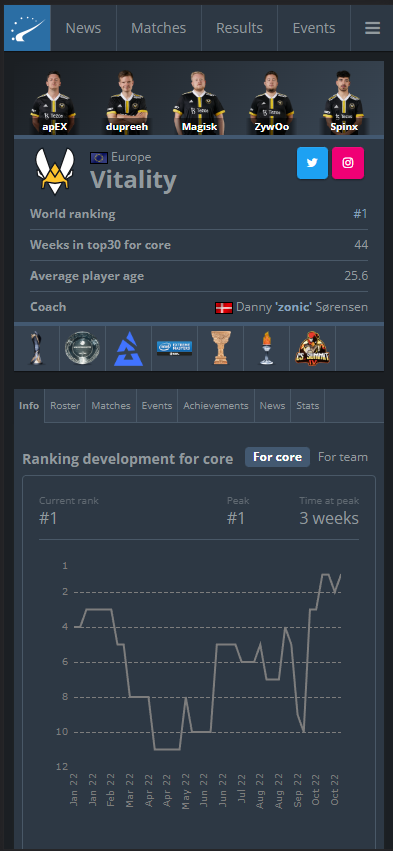 News Matches Results Events
apEX dupreeh Magisk ZywOo Spinx
Europe
Vitality
World ranking #1
Weeks in top30 for core 44
Average player age 25.6
Coach Danny 'zonic' Sørensen
Info Roster Matches Events Achievements News Stats
Ranking development for core For core For team
Current rank Peak Time at peak
#1 #1 3 weeks
1
2
4
6
8
10
12
Jan 22 Jan 22 Feb 22 Mar 22 Apr 22 Apr 22 May 22 Jun 22 Jun 22 Jul 22 Aug 22 Aug 22 Sep 22 Oct 22 Oct 22